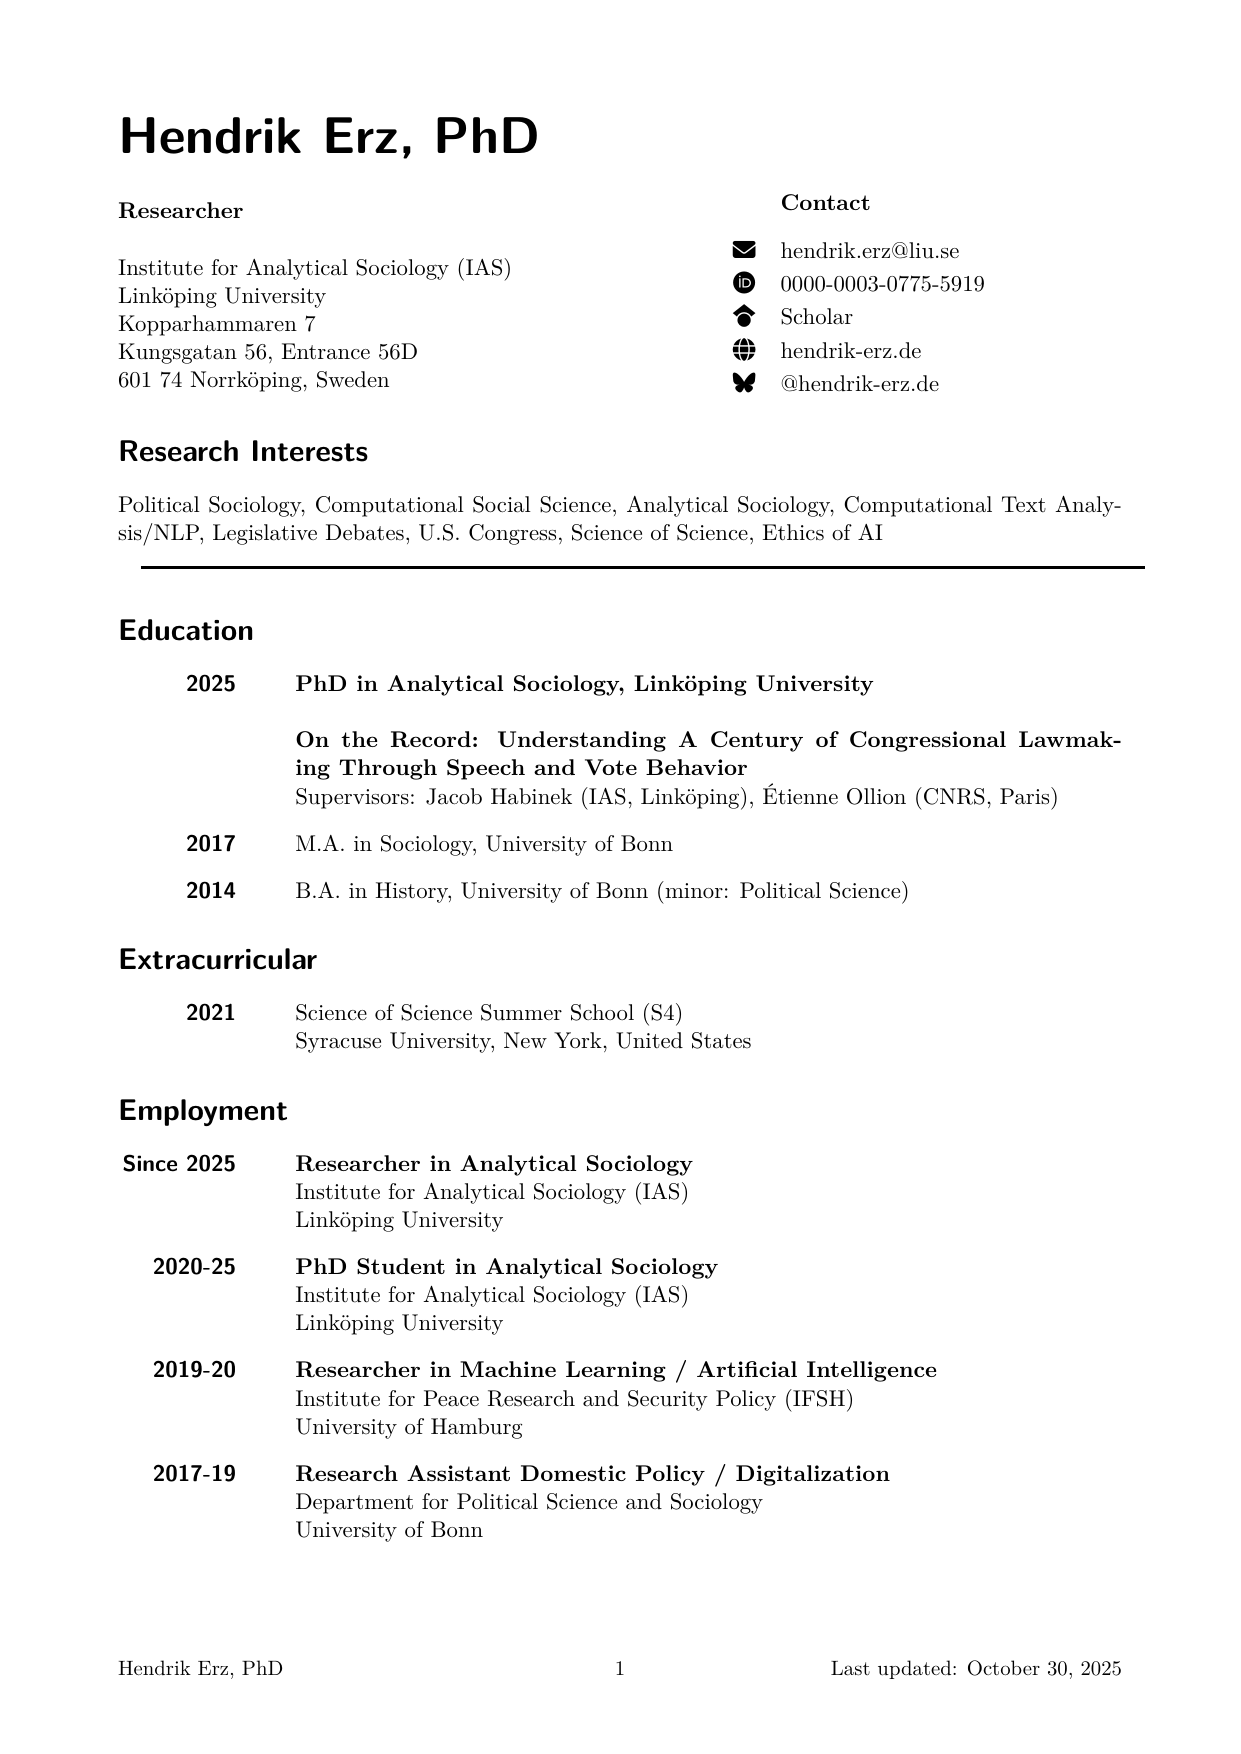 Hendrik Erz, PhD
Researcher
Institute for Analytical Sociology (IAS)
Linköping University
Kopparhammaren 7
Kungsgatan 56, Entrance 56D
601 74 Norrköping, Sweden
Contact
hendrik.erz@liu.se
0000-0003-0775-5919
Scholar
hendrik-erz.de
@hendrik-erz.de
Research Interests
Political Sociology, Computational Social Science, Analytical Sociology, Computational Text Analy-
sis/NLP, Legislative Debates, U.S. Congress, Science of Science, Ethics of AI
Education
2025 PhD in Analytical Sociology, Linköping University
On the Record: Understanding A Century of Congressional Lawmak-
ing Through Speech and Vote Behavior
Supervisors: Jacob Habinek (IAS, Linköping), Étienne Ollion (CNRS, Paris)
2017 M.A. in Sociology, University of Bonn
2014 B.A. in History, University of Bonn (minor: Political Science)
Extracurricular
2021 Science of Science Summer School (S4)
Syracuse University, New York, United States
Employment
Since 2025 Researcher in Analytical Sociology
Institute for Analytical Sociology (IAS)
Linköping University
2020-25 PhD Student in Analytical Sociology
Institute for Analytical Sociology (IAS)
Linköping University
2019-20 Researcher in Machine Learning / Artificial Intelligence
Institute for Peace Research and Security Policy (IFSH)
University of Hamburg
2017-19 Research Assistant Domestic Policy / Digitalization
Department for Political Science and Sociology
University of Bonn
Hendrik Erz, PhD 1 Last updated: October 30, 2025